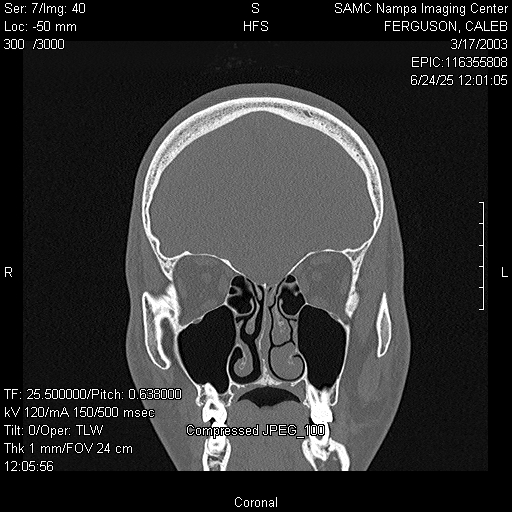 Ser: 7/Img: 40
Loc: -50 mm
300 /3000
S
HFS
SAMC Nampa Imaging Center
FERGUSON, CALEB
3/17/2003
EPIC:116355808
6/24/25 12:01:05
R
L
TF: 25.500000/Pitch: 0.638000
kV 120/mA 150/500 msec
Tilt: 0/Oper: TLW
Thk 1 mm/FOV 24 cm
12:05:56
Compressed JPEG_100
Coronal